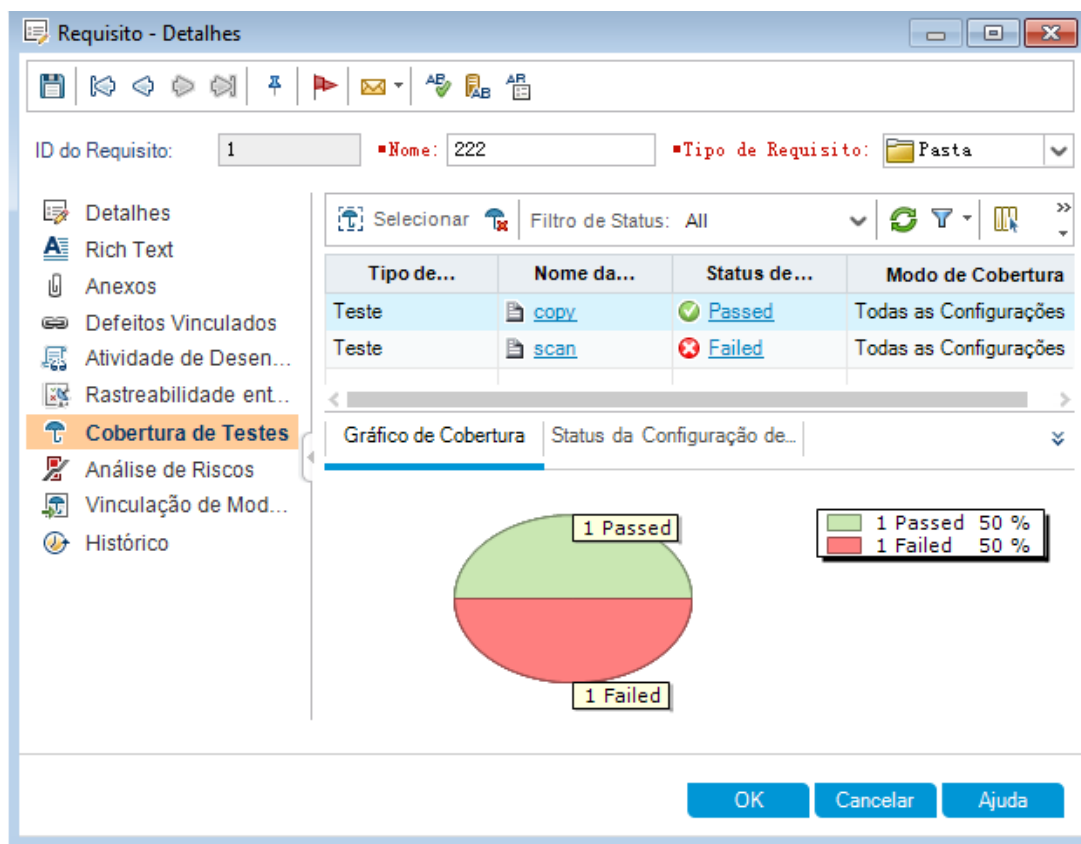 Requisito - Detalhes
ID do Requisito: 1 Nome: 222 Tipo de Requisito: Pasta
Detalhes
Rich Text
Anexos
Defeitos Vinculados
Atividade de Desen...
Rastreabilidade ent...
Cobertura de Testes
Análise de Riscos
Vinculação de Mod...
Histórico
Selecionar Filtro de Status: All
Tipo de... Nome da... Status de... Modo de Cobertura
Teste copy Passed Todas as Configurações
Teste scan Failed Todas as Configurações
Gráfico de Cobertura Status da Configuração de...
1 Passed
1 Failed
1 Passed 50 %
1 Failed 50 %
OK Cancelar Ajuda